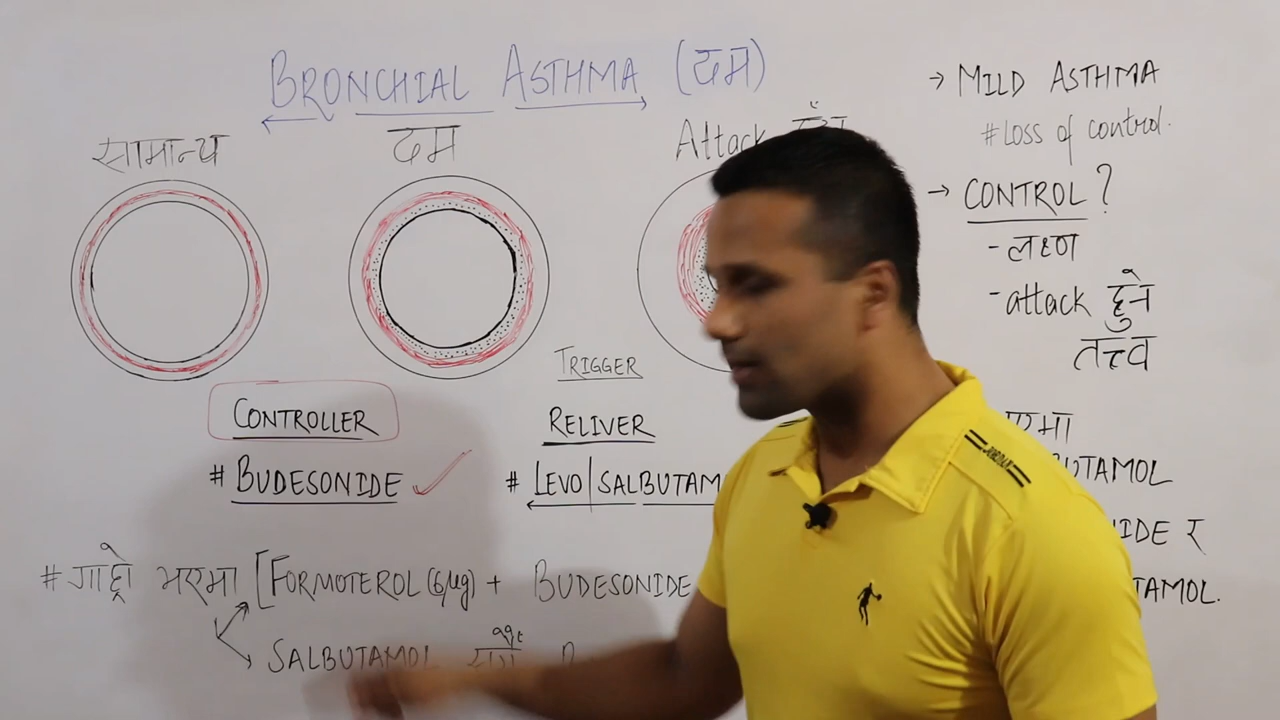 BRONCHIAL ASTHMA (दम)
सामान्य
दम
Attack
→ MILD ASTHMA
# Loss of control.
→ CONTROL?
- लक्षण
- attack हुने
तत्त्व
TRIGGER
CONTROLLER
RELIVER
# BUDESONIDE ✓
# LEVO|SALBUTAM
TAMOL
# गाह्रो भएमा [FORMOTEROL (6µg) + BUDESONIDE
IDE र
SALBUTAMOL
TAMOL.
JORDAN